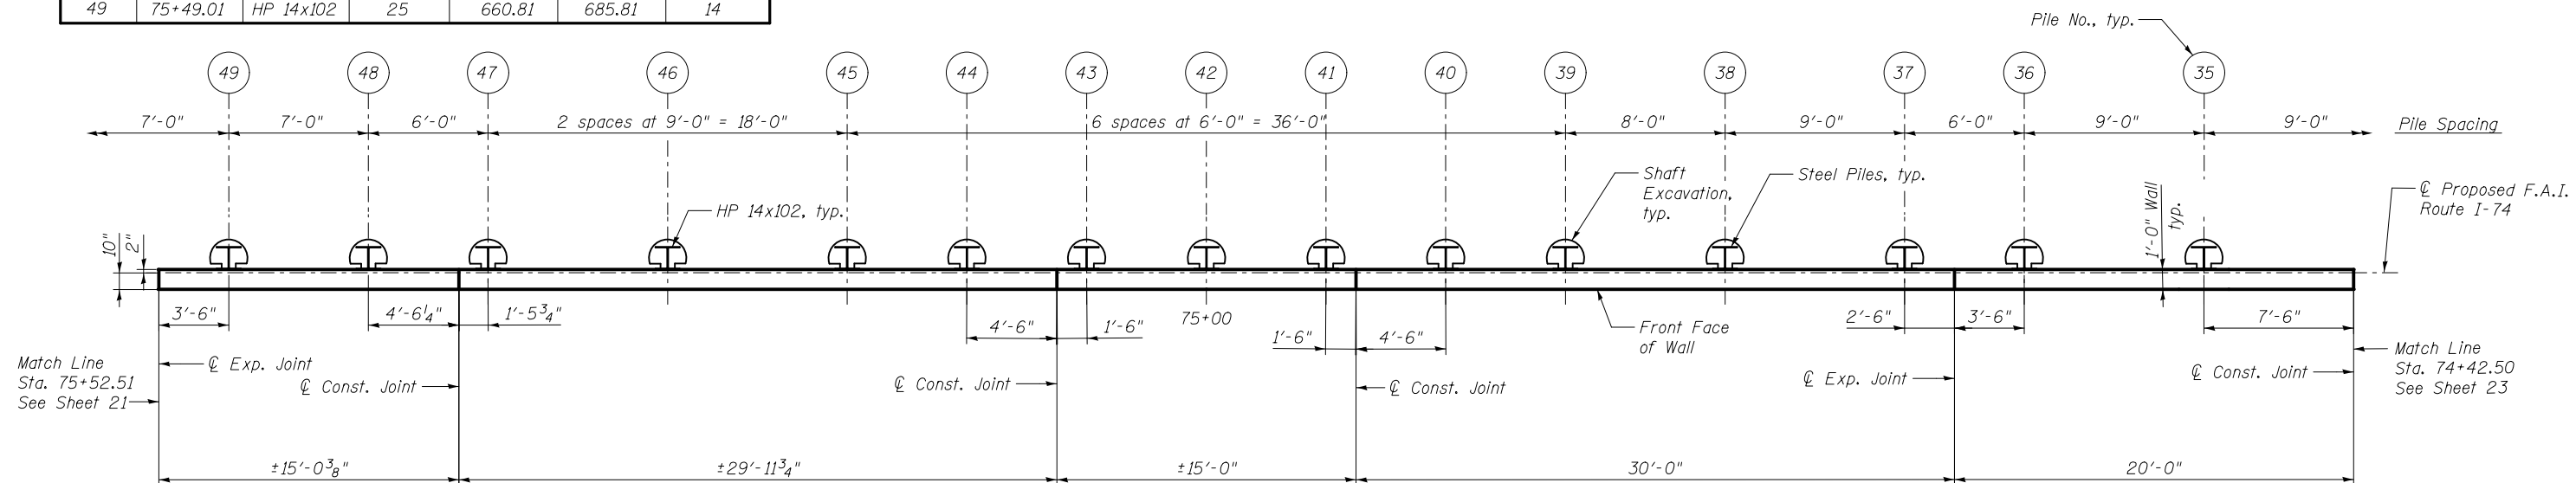 49 75+49.01 HP 14x102 25 660.81 685.81 14
Pile No., typ.
49 48 47 46 45 44 43 42 41 40 39 38 37 36 35
7'-0" 7'-0" 6'-0" 2 spaces at 9'-0" = 18'-0" 6 spaces at 6'-0" = 36'-0" 8'-0" 9'-0" 6'-0" 9'-0" 9'-0" Pile Spacing
HP 14x102, typ.
Shaft
Excavation,
typ.
Steel Piles, typ.
1'-0" Wall
typ.
℄ Proposed F.A.I.
Route I-74
10"
2"
3'-6" 4'-6¼" 1'-5¾" 4'-6" 1'-6" 75+00 1'-6" 4'-6" 2'-6" 3'-6" 7'-6"
Front Face
of Wall
Match Line
Sta. 75+52.51
See Sheet 21
℄ Exp. Joint
℄ Const. Joint
℄ Const. Joint
℄ Const. Joint
℄ Exp. Joint
℄ Const. Joint
Match Line
Sta. 74+42.50
See Sheet 23
±15'-0⅜" ±29'-11¾" ±15'-0" 30'-0" 20'-0"